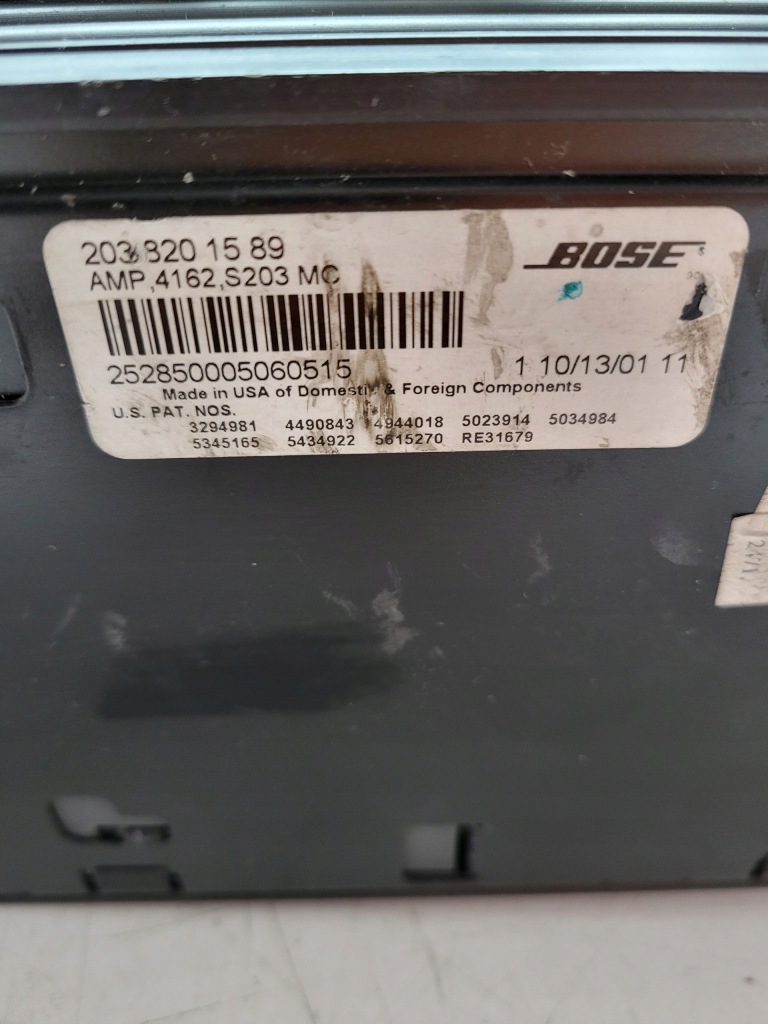 203 820 15 89
BOSE
AMP,4162,S203 MC
252850005060515
1 10/13/01 11
Made in USA of Domestic & Foreign Components
U.S. PAT. NOS.
3294981 4490843 4944018 5023914 5034984
5345165 5434922 5615270 RE31679